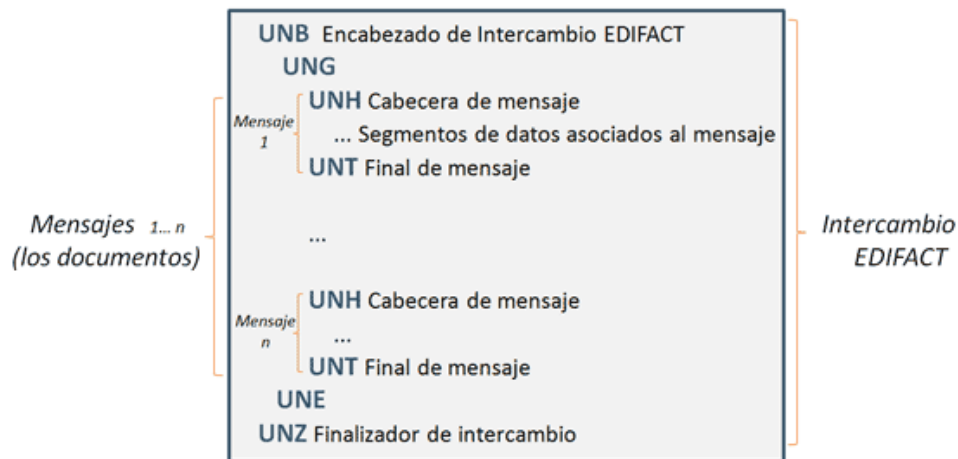 UNB Encabezado de Intercambio EDIFACT
UNG
UNH Cabecera de mensaje
Mensaje
1
... Segmentos de datos asociados al mensaje
UNT Final de mensaje
Mensajes 1... n
(los documentos)
...
Intercambio
EDIFACT
UNH Cabecera de mensaje
Mensaje
n
...
UNT Final de mensaje
UNE
UNZ Finalizador de intercambio